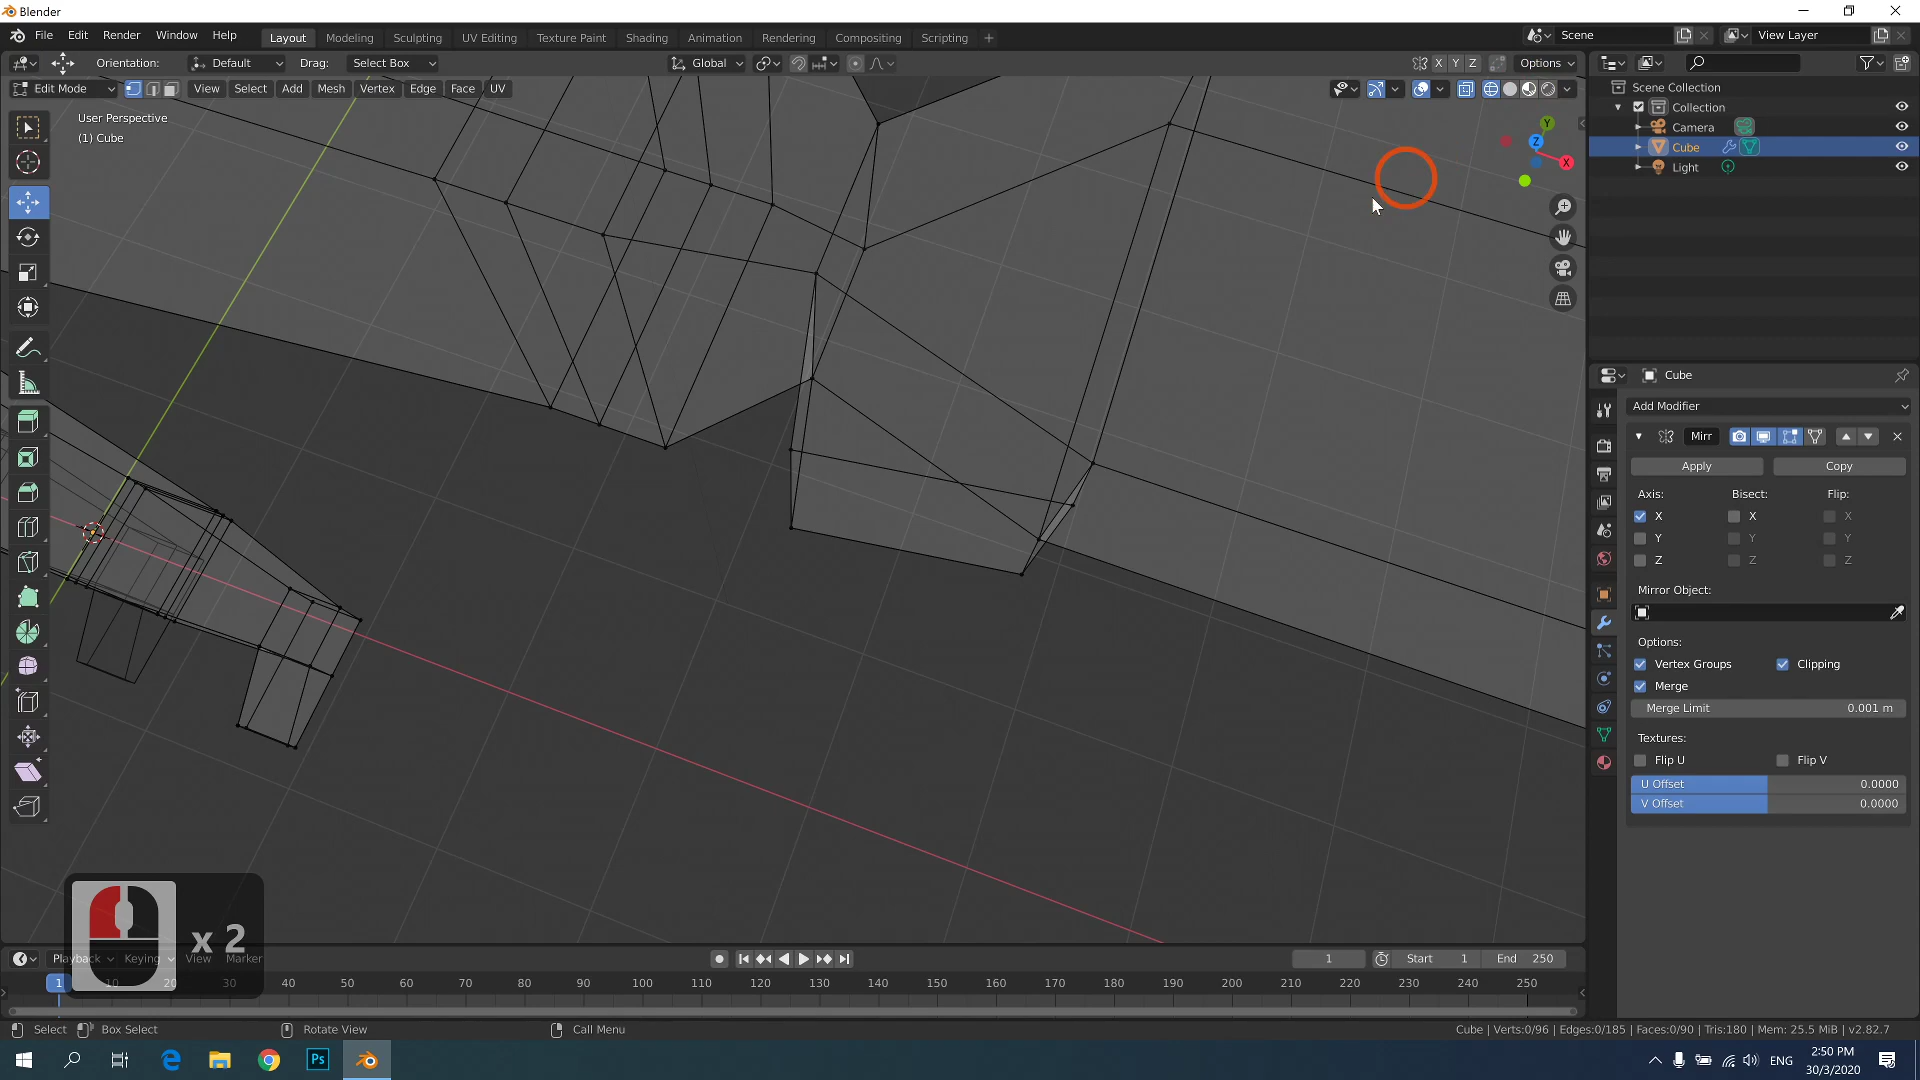 Blender
File Edit Render Window Help
Layout Modeling Sculpting UV Editing Texture Paint Shading Animation Rendering Compositing Scripting +
Scene
View Layer
Orientation: Default Drag: Select Box Global X Y Z Options
Edit Mode View Select Add Mesh Vertex Edge Face UV
User Perspective
(1) Cube
Y
Z
X
Scene Collection
Collection
Camera
Cube
Light
Cube
Add Modifier
Mirr
Apply Copy
Axis: Bisect: Flip:
X X X
Y Y Y
Z Z Z
Mirror Object:
Options:
Vertex Groups Clipping
Merge
Merge Limit 0.001 m
Textures:
Flip U Flip V
U Offset 0.0000
V Offset 0.0000
x 2
Playback Keying View Marker 1 Start 1 End 250
1 10 20 30 40 50 60 70 80 90 100 110 120 130 140 150 160 170 180 190 200 210 220 230 240 250
Select Box Select Rotate View Call Menu Cube | Verts:0/96 | Edges:0/185 | Faces:0/90 | Tris:180 | Mem: 25.5 MiB | v2.82.7
Ps
ENG
2:50 PM
30/3/2020